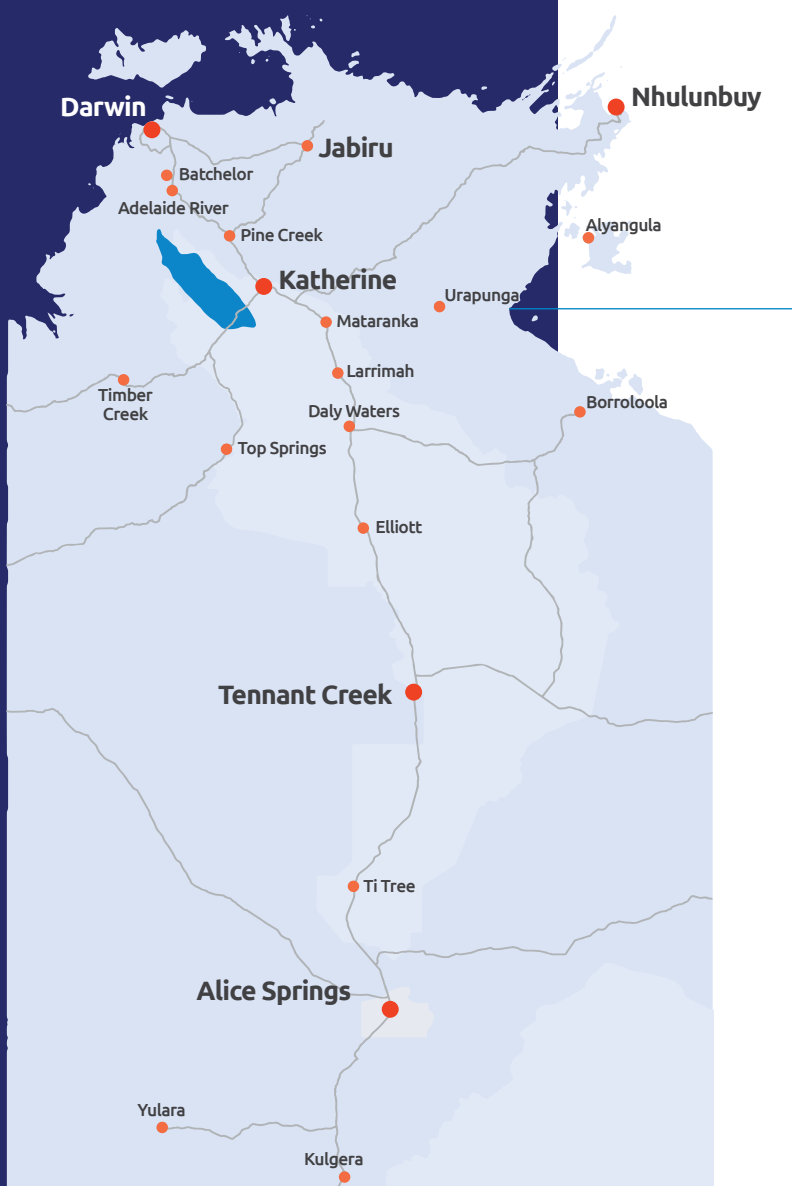 Nhulunbuy
Darwin
Jabiru
Batchelor
Adelaide River
Alyangula
Pine Creek
Katherine
Urapunga
Mataranka
Larrimah
Timber
Creek
Borroloola
Daly Waters
Top Springs
Elliott
Tennant Creek
Ti Tree
Alice Springs
Yulara
Kulgera